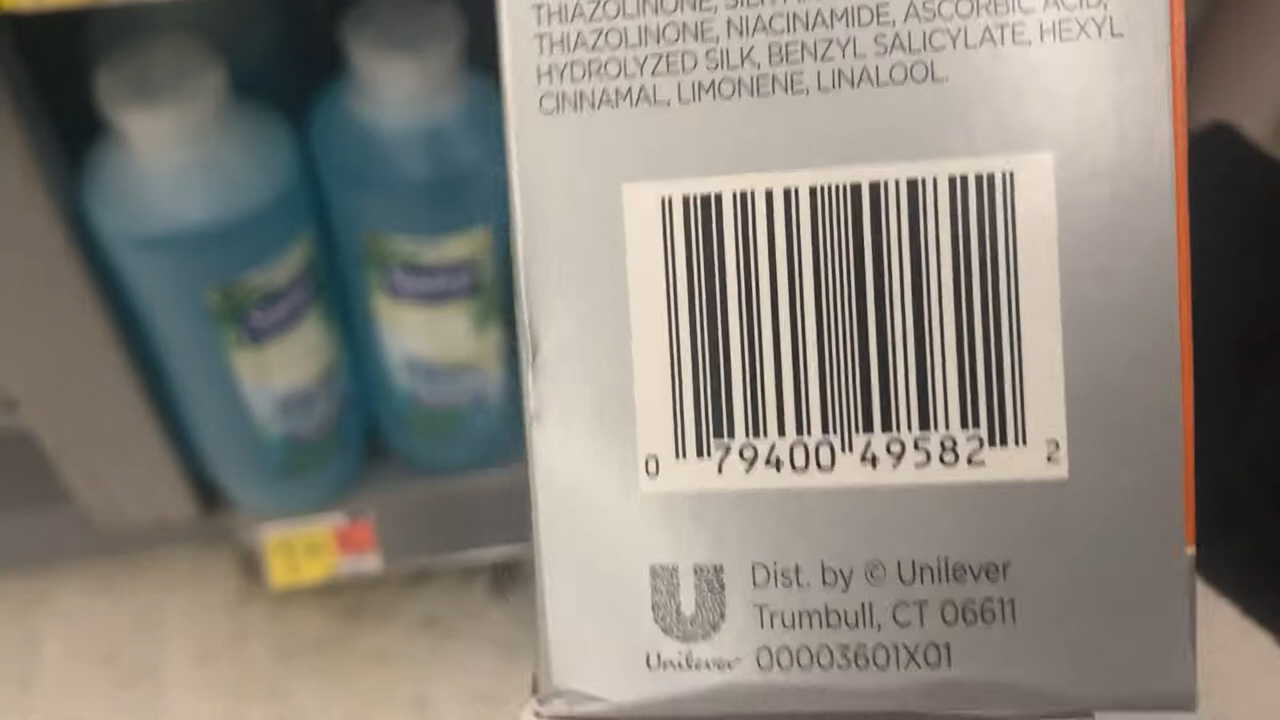 THIAZOLINONE,
THIAZOLINONE, NIACINAMIDE, ASCORBIC ACID,
HYDROLYZED SILK, BENZYL SALICYLATE, HEXYL
CINNAMAL, LIMONENE, LINALOOL.
0 79400 49582 2
Dist. by © Unilever
Trumbull, CT 06611
Unilever 00003601X01